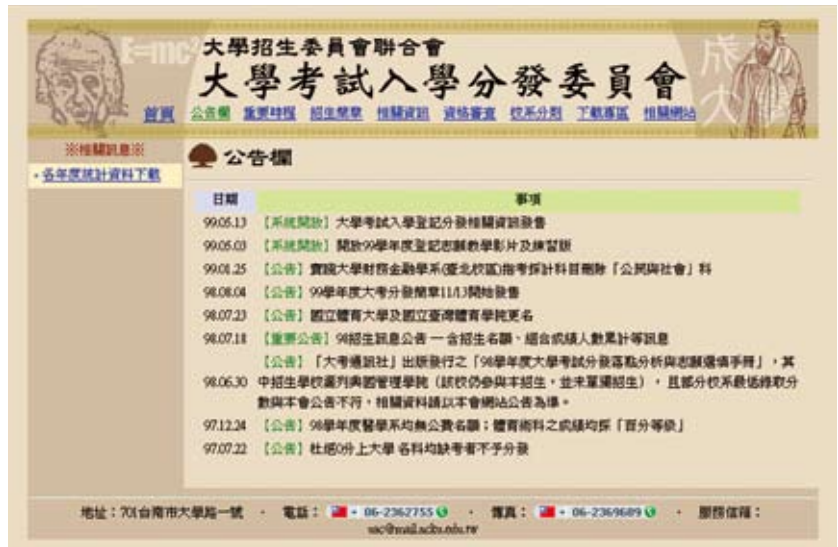 E=mc²
大學招生委員會聯合會
大學考試入學分發委員會
成大
首頁 公告欄 重要時程 招生簡章 相關資訊 資格審查 校系分則 下載專區 相關網站
※相關訊息※
公告欄
・各年度統計資料下載
日期 事項
99.05.13 【系統開放】大學考試入學登記分發相關資訊發售
99.05.03 【系統開放】開放99學年度登記志願教學影片及練習版
99.01.25 【公告】實踐大學財務金融學系(臺北校區)指考採計科目刪除「公民與社會」科
98.08.04 【公告】99學年度大考分發簡章11/13開始發售
98.07.23 【公告】國立體育大學及國立臺灣體育學院更名
98.07.18 【重要公告】98招生訊息公告 — 含招生名額、組合成績人數累計等訊息
【公告】「大考通訊社」出版發行之「98學年度大學考試分發落點分析與志願選填手冊」，其
98.06.30 中招生學校臚列興國管理學院（該校仍參與本招生，並未單獨招生），且部分校系最低錄取分
數與本會公告不符，相關資料請以本會網站公告為準。
97.12.24 【公告】98學年度醫學系均無公費名額；體育術科之成績均採「百分等級」
97.07.22 【公告】杜絕0分上大學 各科均缺考者不予分發
地址：701台南市大學路一號 ・ 電話： 06-2362755 ・ 傳真： 06-2369689 ・ 服務信箱：
uac@mail.ncku.edu.tw